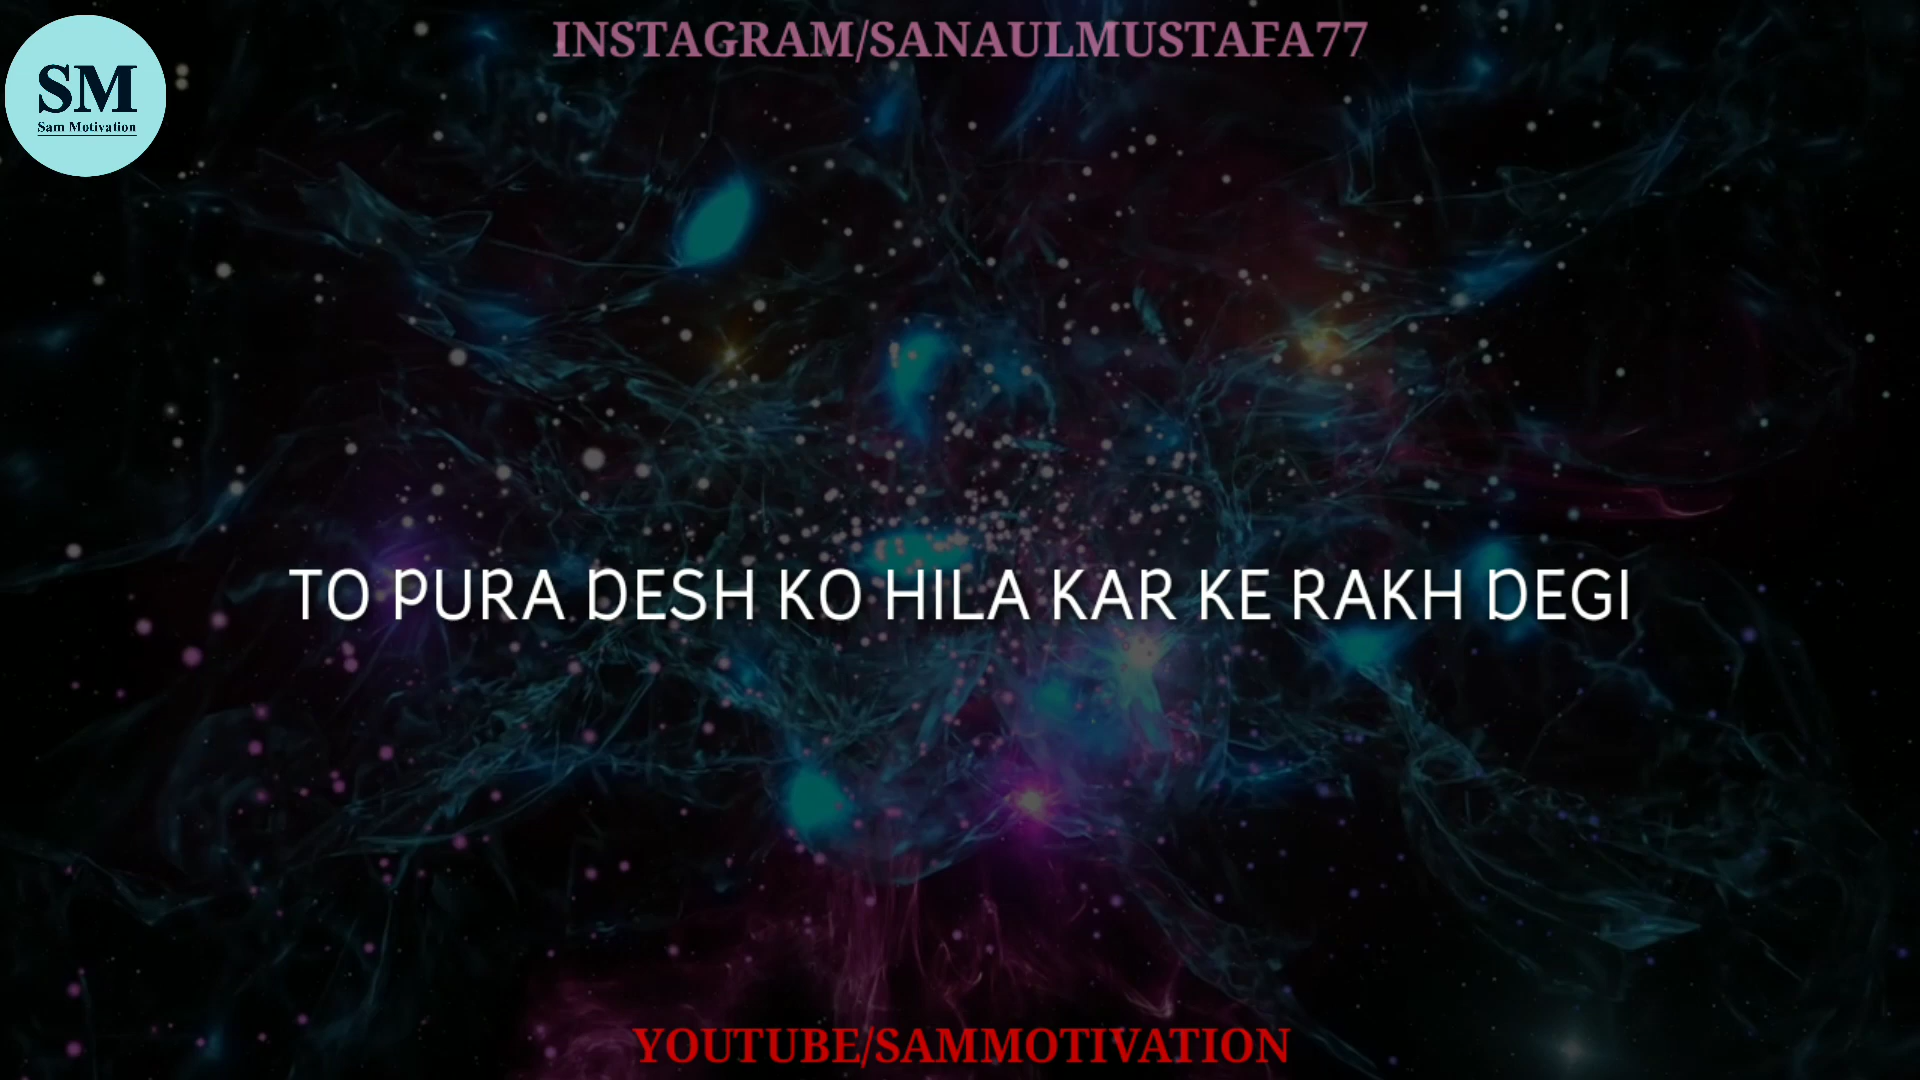 INSTAGRAM/SANAULMUSTAFA77
SM
Sam Motivation
TO PURA DESH KO HILA KAR KE RAKH DEGI
YOUTUBE/SAMMOTIVATION